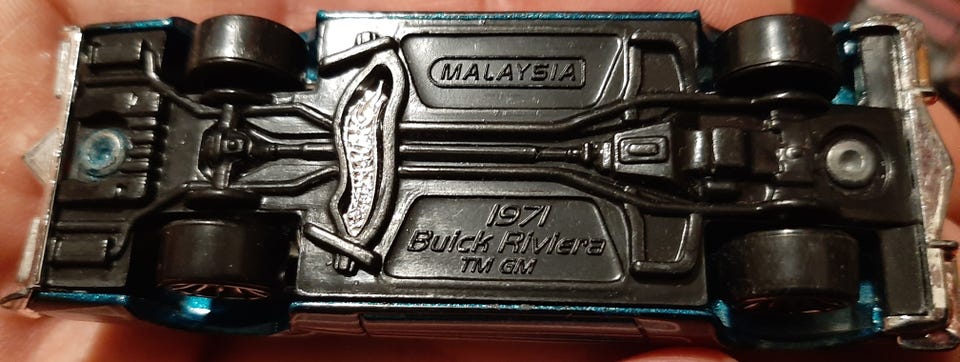 MALAYSIA
1971
Buick Riviera
TM GM